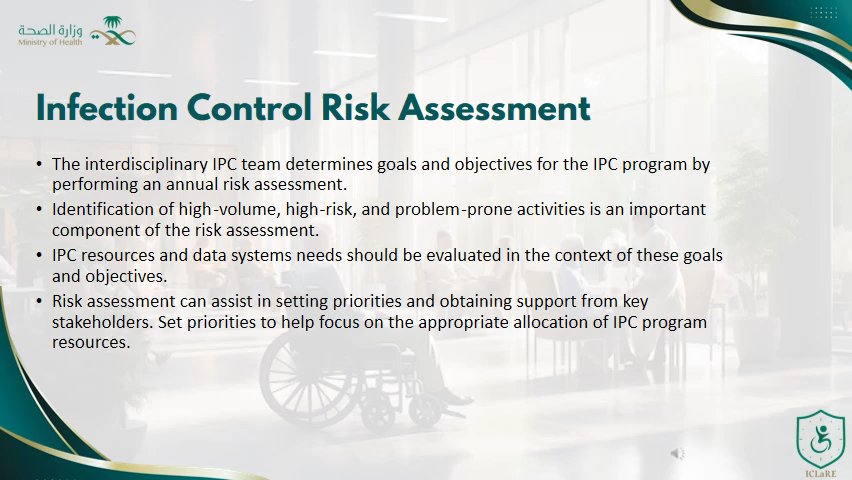 وزارة الصحة
Ministry of Health
Infection Control Risk Assessment
• The interdisciplinary IPC team determines goals and objectives for the IPC program by
performing an annual risk assessment.
• Identification of high-volume, high-risk, and problem-prone activities is an important
component of the risk assessment.
• IPC resources and data systems needs should be evaluated in the context of these goals
and objectives.
• Risk assessment can assist in setting priorities and obtaining support from key
stakeholders. Set priorities to help focus on the appropriate allocation of IPC program
resources.
ICLaRE